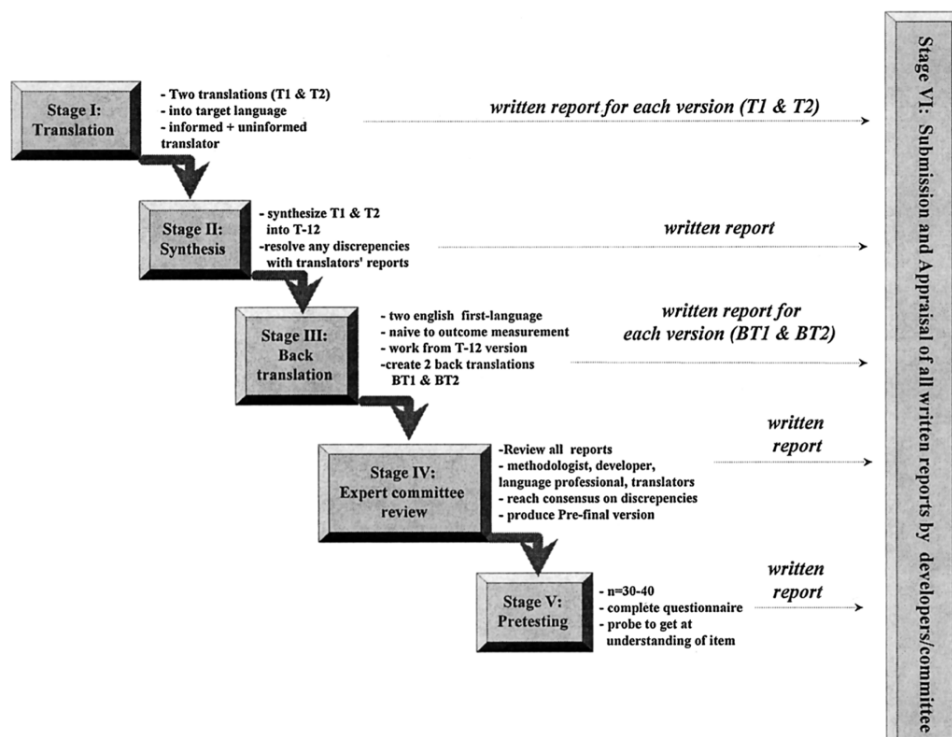 Stage I:
Translation
- Two translations (T1 & T2)
- into target language
- informed + uninformed
translator
written report for each version (T1 & T2)
Stage II:
Synthesis
- synthesize T1 & T2
into T-12
-resolve any discrepencies
with translators' reports
written report
Stage III:
Back
translation
- two english first-language
- naive to outcome measurement
- work from T-12 version
-create 2 back translations
BT1 & BT2
written report for
each version (BT1 & BT2)
Stage IV:
Expert committee
review
-Review all reports
- methodologist, developer,
language professional, translators
- reach consensus on discrepencies
- produce Pre-final version
written
report
Stage V:
Pretesting
- n=30-40
- complete questionnaire
- probe to get at
understanding of item
written
report
Stage VI: Submission and Appraisal of all written reports by developers/committee